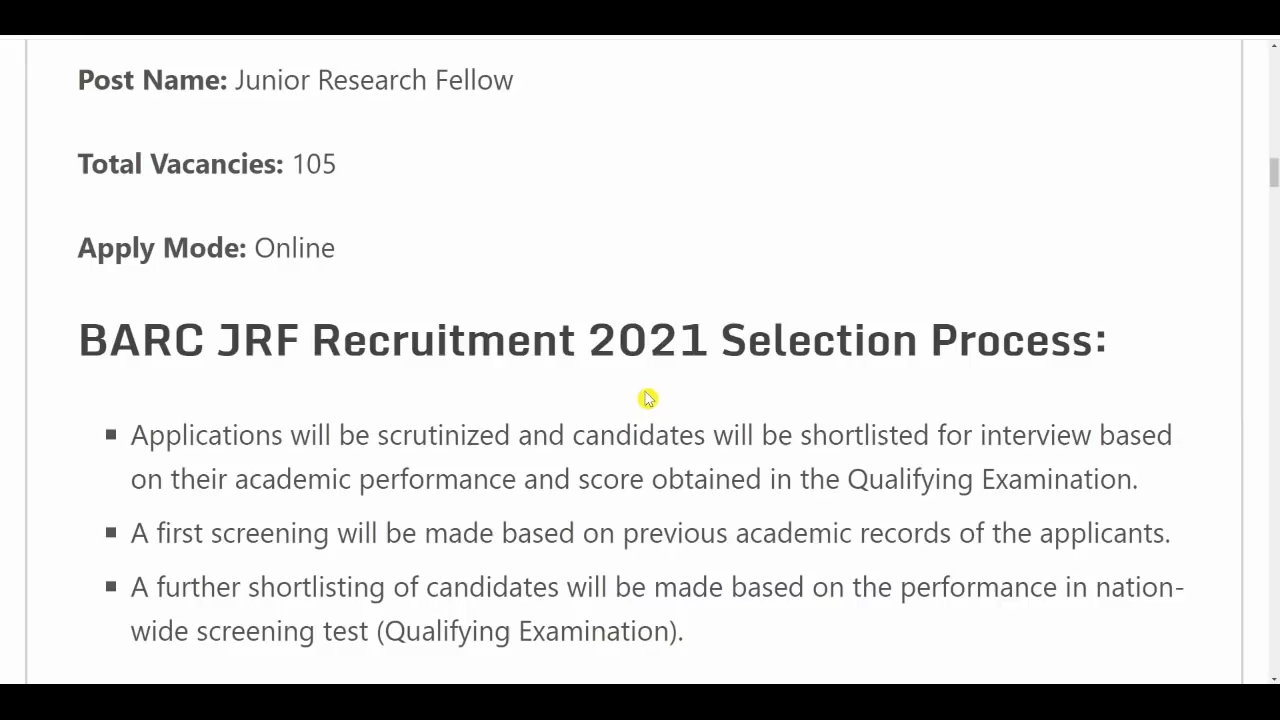 Post Name: Junior Research Fellow
Total Vacancies: 105
Apply Mode: Online
BARC JRF Recruitment 2021 Selection Process:
▪ Applications will be scrutinized and candidates will be shortlisted for interview based
on their academic performance and score obtained in the Qualifying Examination.
▪ A first screening will be made based on previous academic records of the applicants.
▪ A further shortlisting of candidates will be made based on the performance in nation-
wide screening test (Qualifying Examination).